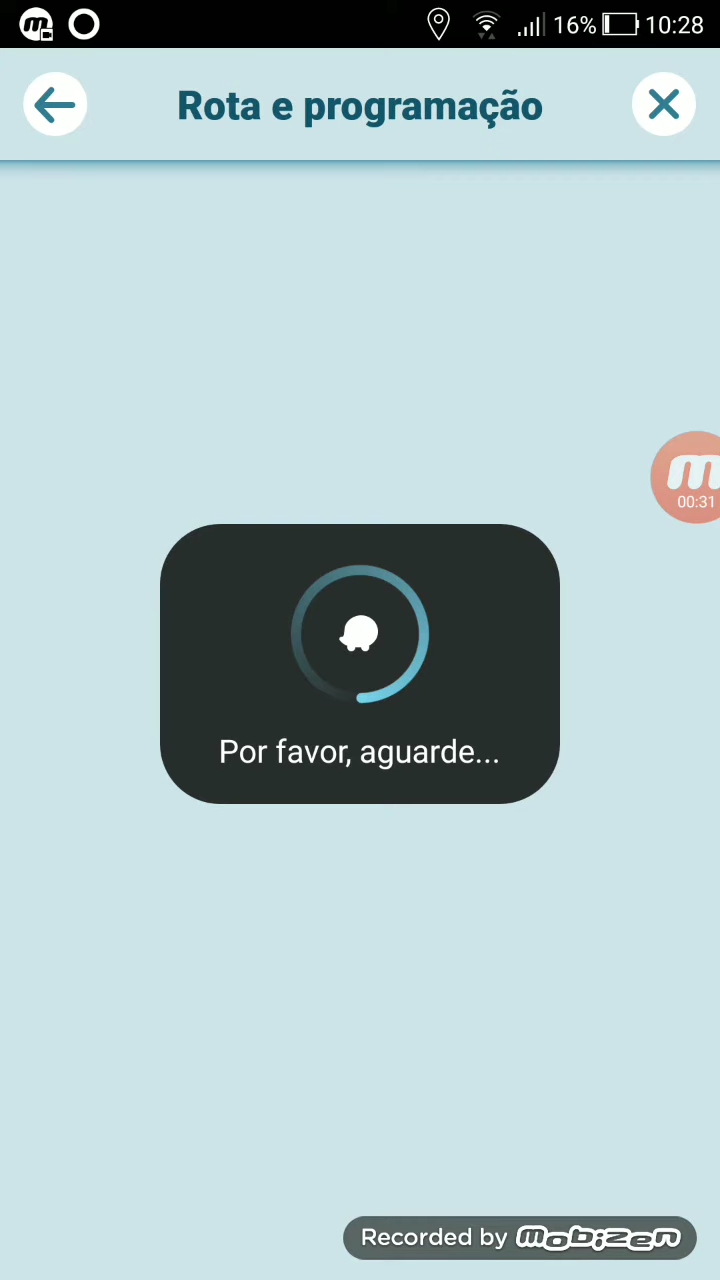 16% 10:28
Rota e programação
00:31
Por favor, aguarde...
Recorded by mobizen